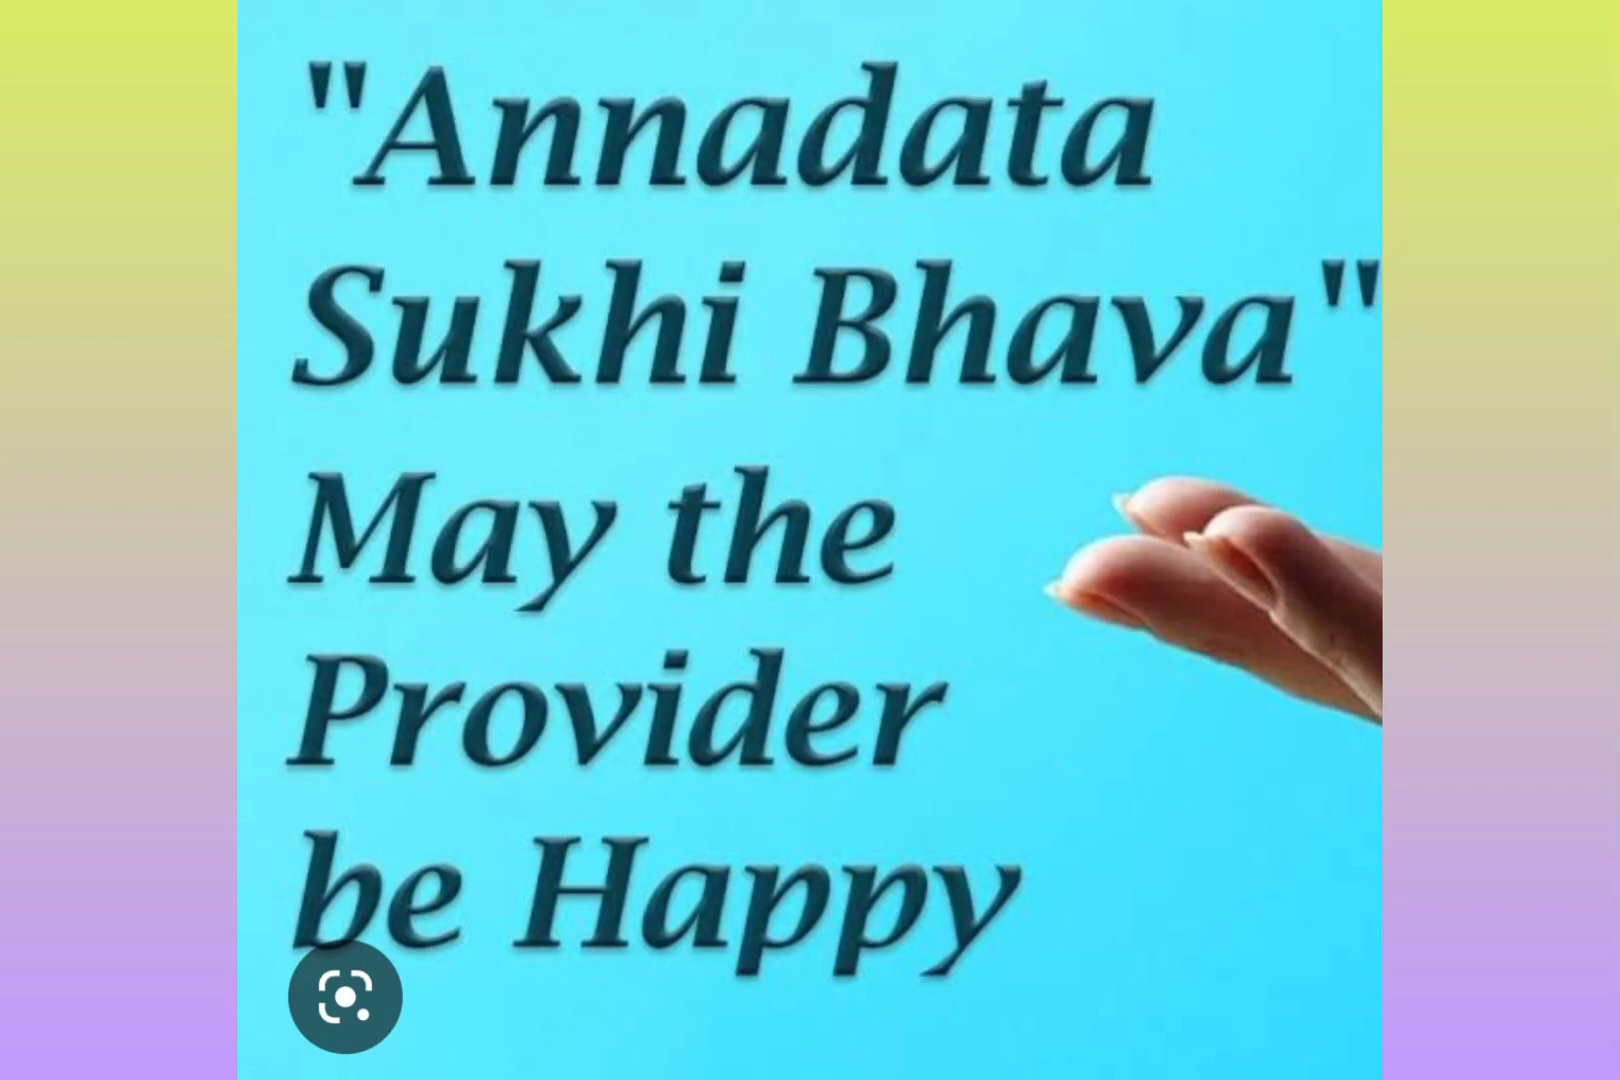 "Annadata
Sukhi Bhava"
May the
Provider
be Happy